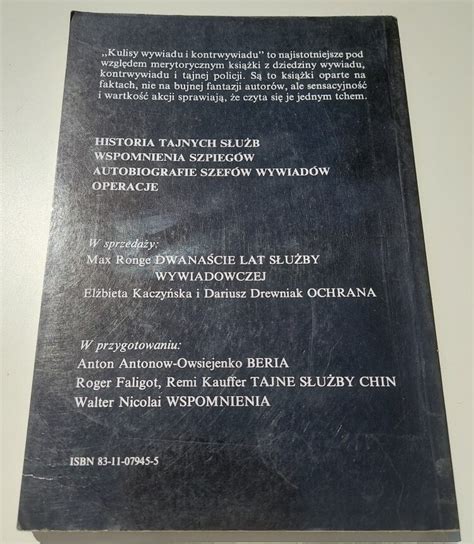 „Kulisy wywiadu i kontrwywiadu" to najistotniejsze pod
względem merytorycznym książki z dziedziny wywiadu,
kontrwywiadu i tajnej policji. Są to książki oparte na
faktach, nie na bujnej fantazji autorów, ale sensacyjność
i wartkość akcji sprawiają, że czyta się je jednym tchem.
HISTORIA TAJNYCH SŁUŻB
WSPOMNIENIA SZPIEGÓW
AUTOBIOGRAFIE SZEFÓW WYWIADÓW
OPERACJE
W sprzedaży:
Max Ronge DWANAŚCIE LAT SŁUŻBY
WYWIADOWCZEJ
Elżbieta Kaczyńska i Dariusz Drewniak OCHRANA
W przygotowaniu:
Anton Antonow-Owsiejenko BERIA
Roger Faligot, Remi Kauffer TAJNE SŁUŻBY CHIN
Walter Nicolai WSPOMNIENIA
ISBN 83-11-07945-5